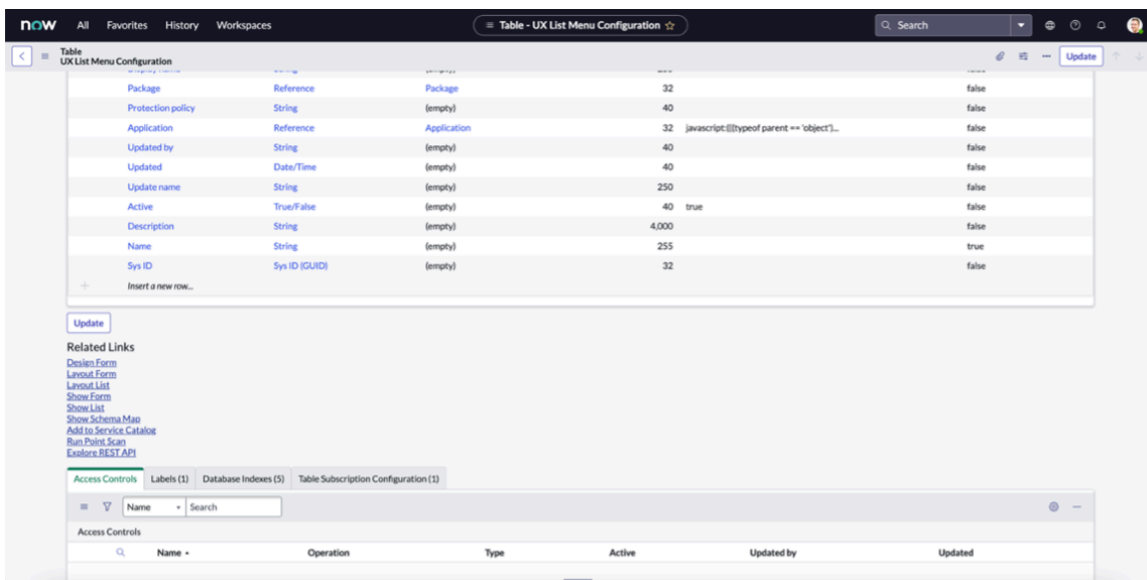 now All Favorites History Workspaces Table - UX List Menu Configuration Search
Table
UX List Menu Configuration Update
Package Reference Package 32 false
Protection policy String (empty) 40 false
Application Reference Application 32 javascript:(((typeof parent == 'object')... false
Updated by String (empty) 40 false
Updated Date/Time (empty) 40 false
Update name String (empty) 250 false
Active True/False (empty) 40 true false
Description String (empty) 4,000 false
Name String (empty) 255 true
Sys ID Sys ID (GUID) (empty) 32 false
Insert a new row...
Update
Related Links
Design Form
Layout Form
Layout List
Show Form
Show List
Show Schema Map
Add to Service Catalog
Run Point Scan
Explore REST API
Access Controls Labels (1) Database Indexes (5) Table Subscription Configuration (1)
Name Search
Access Controls
Name Operation Type Active Updated by Updated